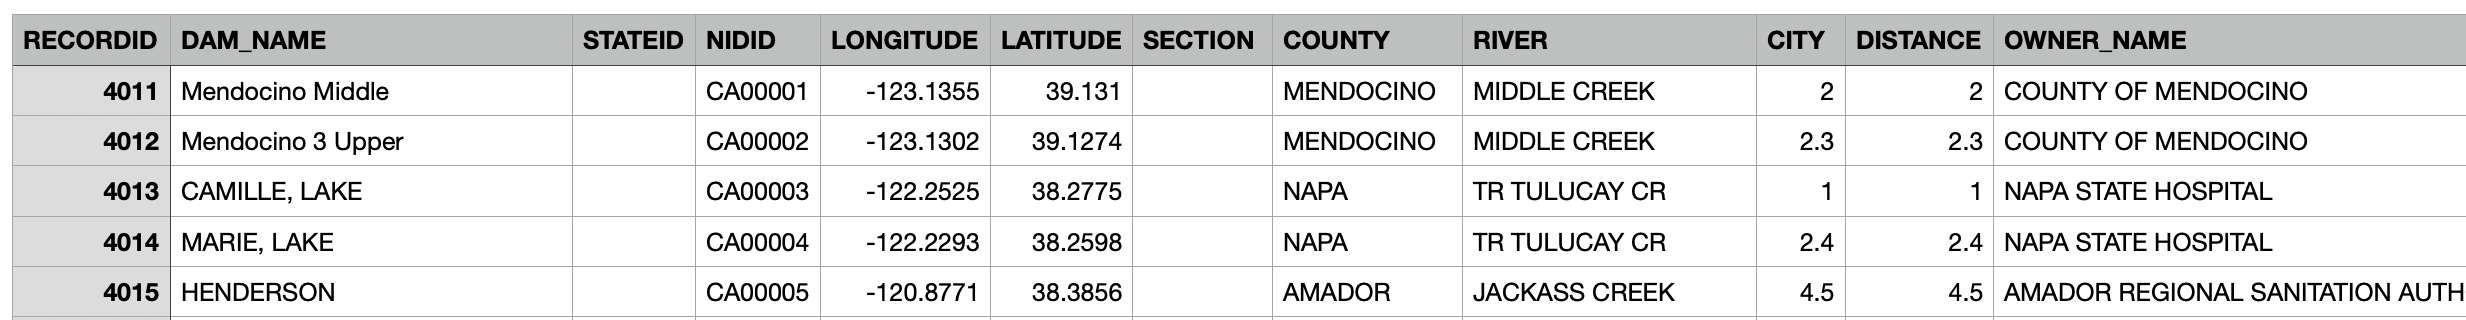 RECORDID DAM_NAME STATEID NIDID LONGITUDE LATITUDE SECTION COUNTY RIVER CITY DISTANCE OWNER_NAME
4011 Mendocino Middle CA00001 -123.1355 39.131 MENDOCINO MIDDLE CREEK 2 2 COUNTY OF MENDOCINO
4012 Mendocino 3 Upper CA00002 -123.1302 39.1274 MENDOCINO MIDDLE CREEK 2.3 2.3 COUNTY OF MENDOCINO
4013 CAMILLE, LAKE CA00003 -122.2525 38.2775 NAPA TR TULUCAY CR 1 1 NAPA STATE HOSPITAL
4014 MARIE, LAKE CA00004 -122.2293 38.2598 NAPA TR TULUCAY CR 2.4 2.4 NAPA STATE HOSPITAL
4015 HENDERSON CA00005 -120.8771 38.3856 AMADOR JACKASS CREEK 4.5 4.5 AMADOR REGIONAL SANITATION AUTH